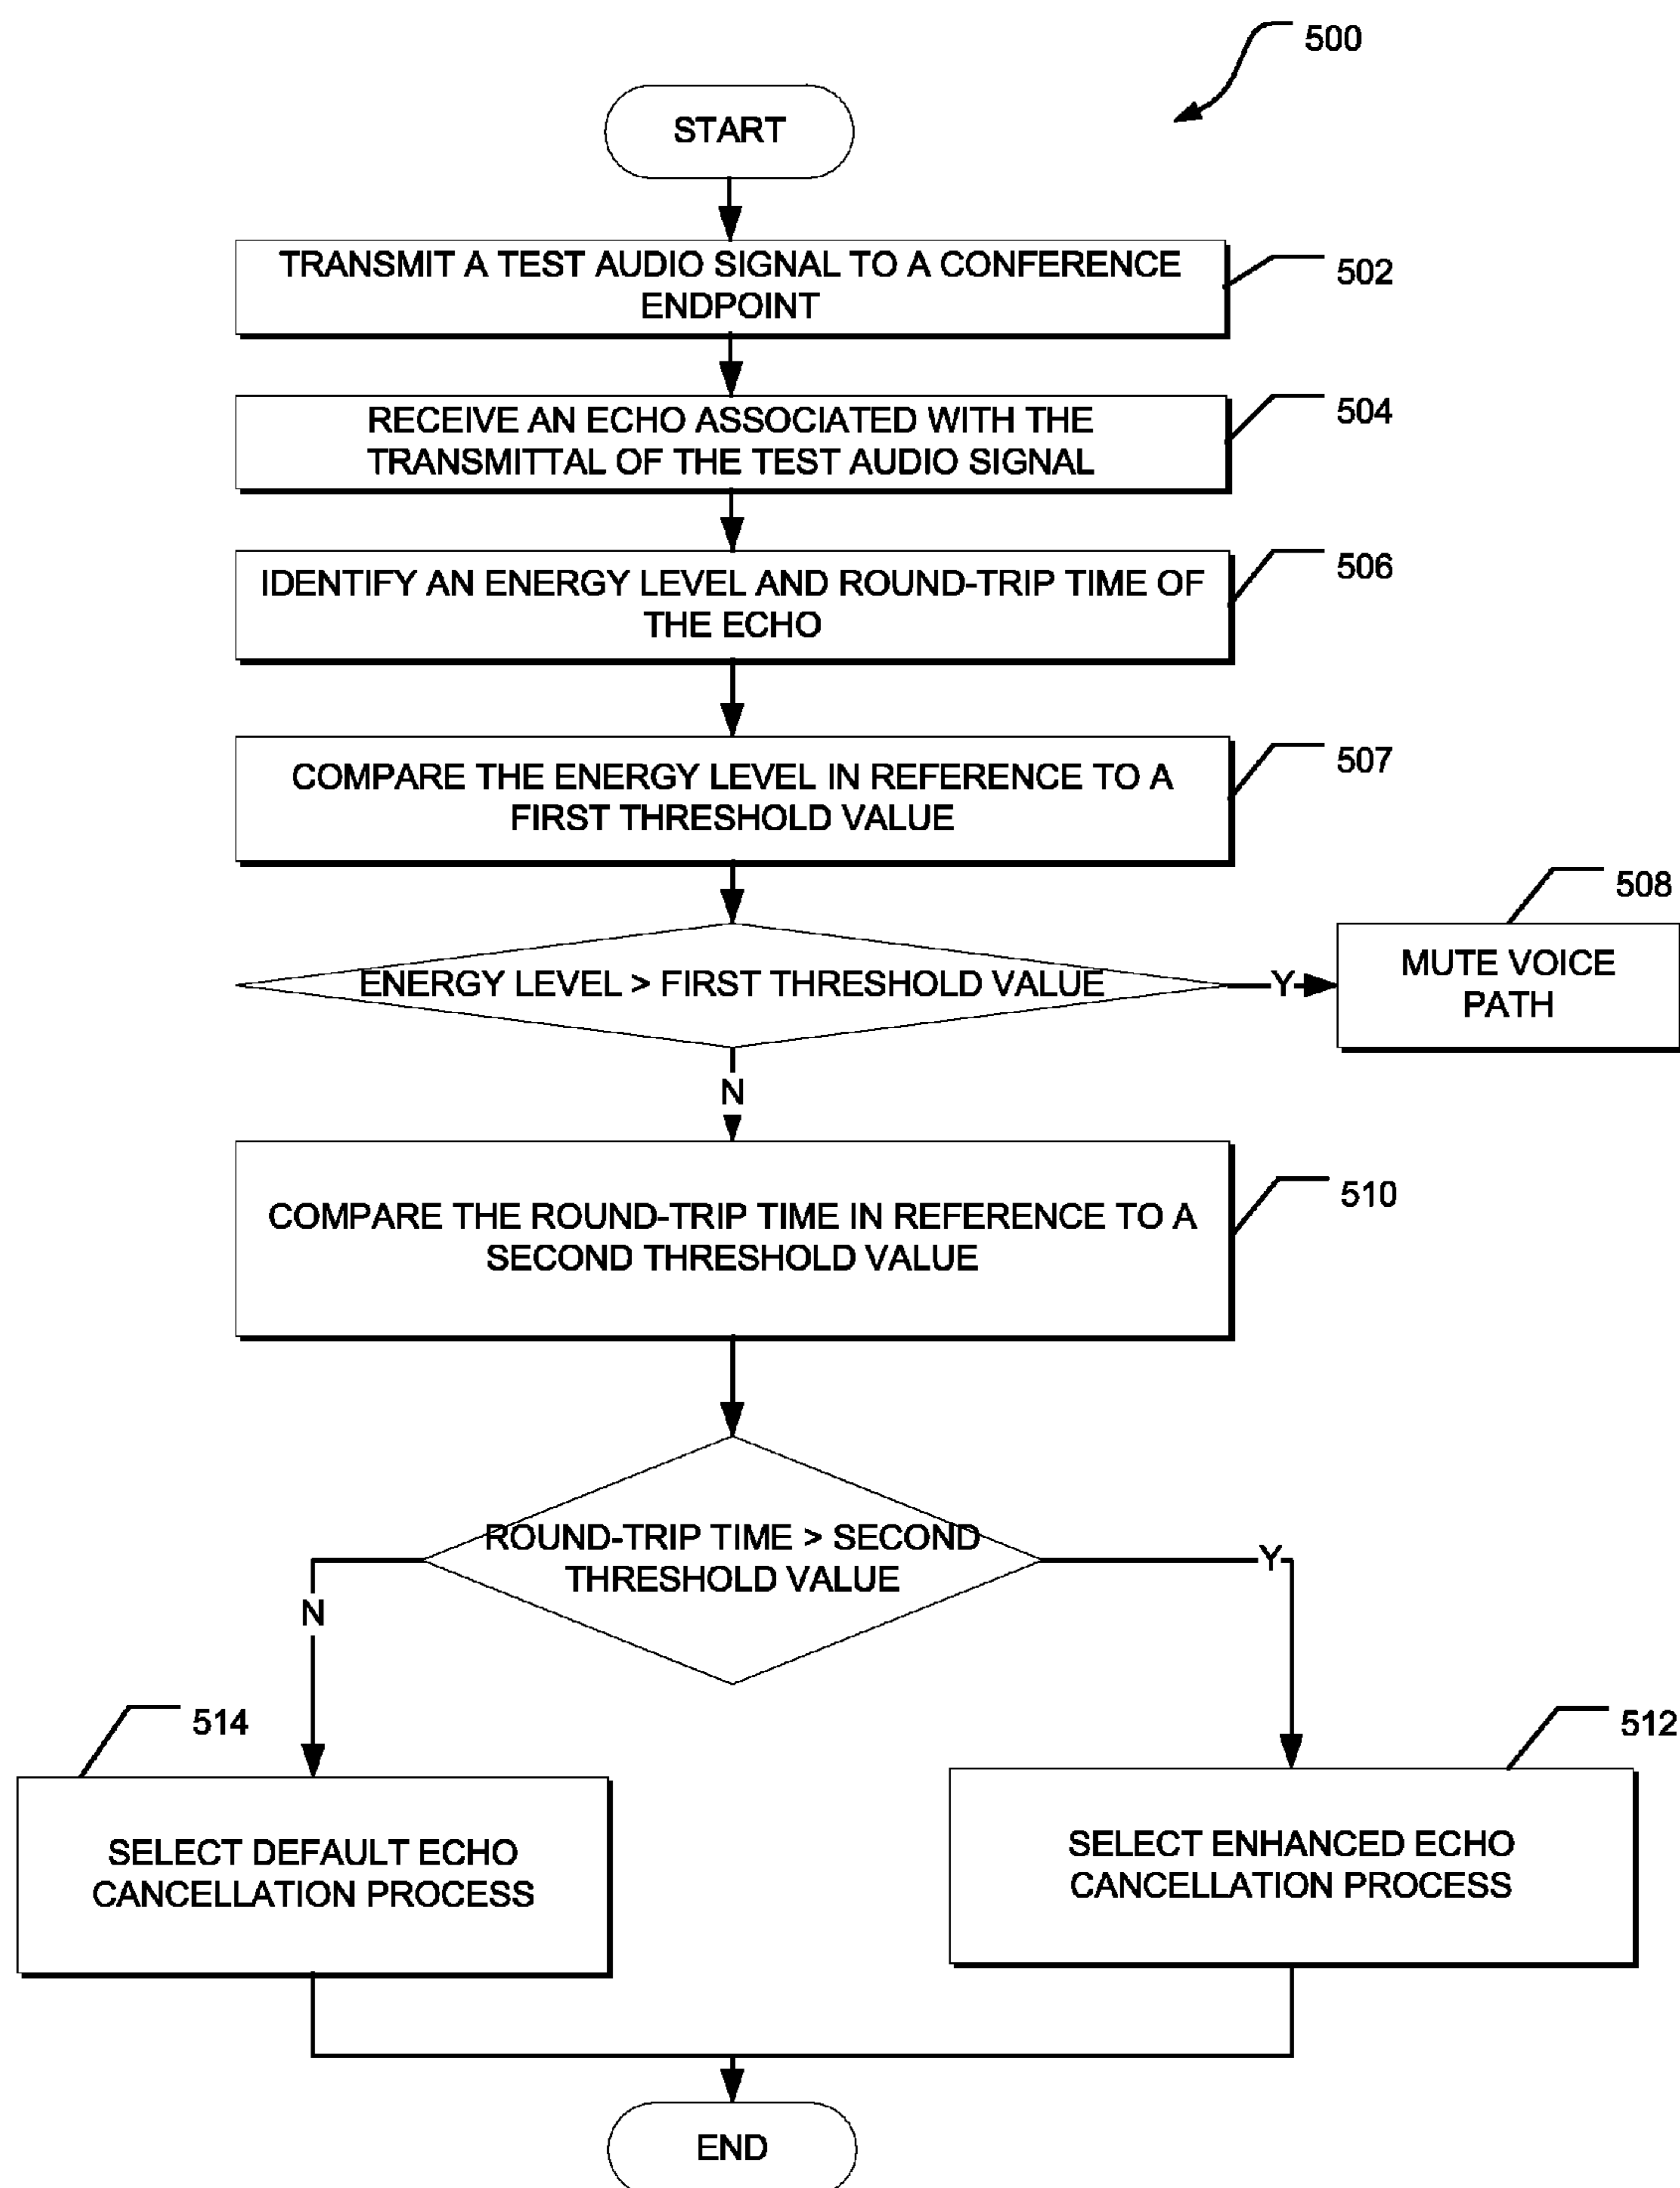 500
START
TRANSMIT A TEST AUDIO SIGNAL TO A CONFERENCE
ENDPOINT
502
RECEIVE AN ECHO ASSOCIATED WITH THE
TRANSMITTAL OF THE TEST AUDIO SIGNAL
504
IDENTIFY AN ENERGY LEVEL AND ROUND-TRIP TIME OF
THE ECHO
506
COMPARE THE ENERGY LEVEL IN REFERENCE TO A
FIRST THRESHOLD VALUE
507
ENERGY LEVEL > FIRST THRESHOLD VALUE
Y
508
MUTE VOICE
PATH
N
COMPARE THE ROUND-TRIP TIME IN REFERENCE TO A
SECOND THRESHOLD VALUE
510
ROUND-TRIP TIME > SECOND
THRESHOLD VALUE
N
Y
514
SELECT DEFAULT ECHO
CANCELLATION PROCESS
512
SELECT ENHANCED ECHO
CANCELLATION PROCESS
END